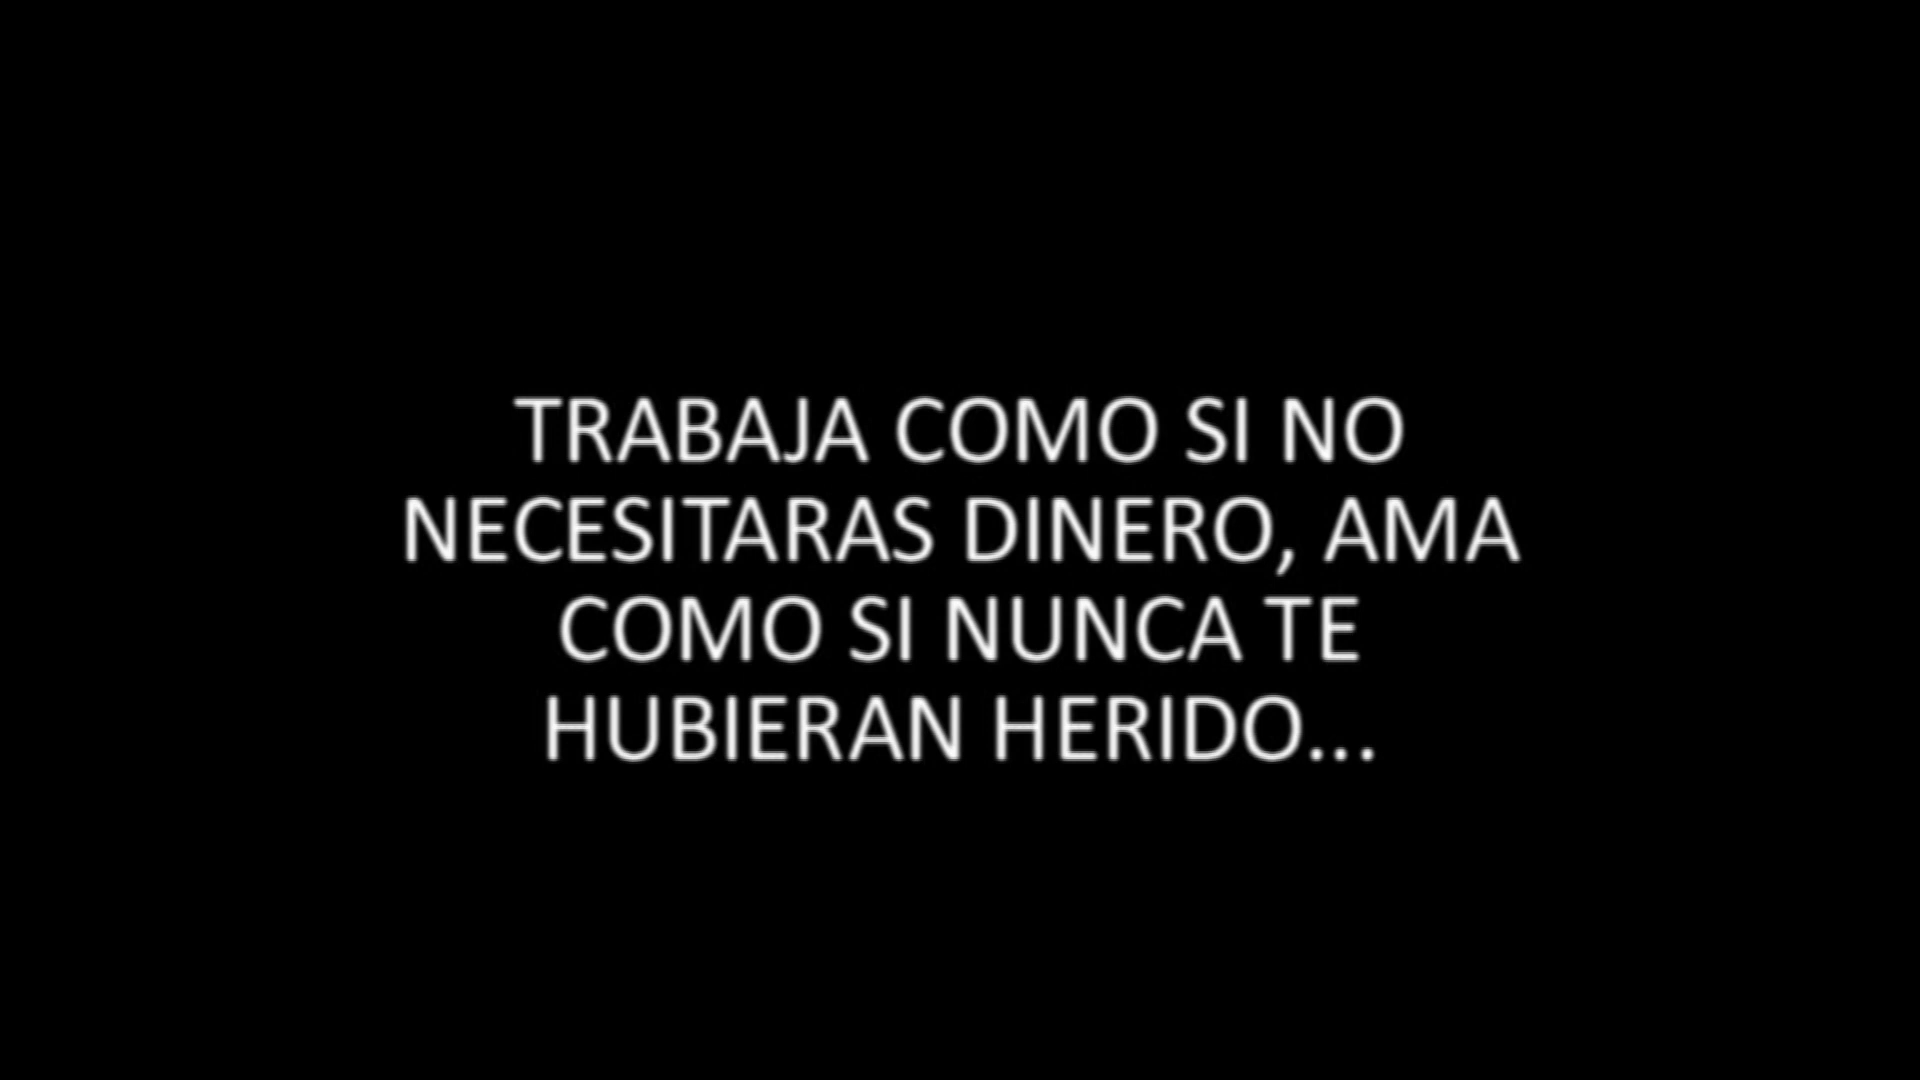 TRABAJA COMO SI NO
NECESITARAS DINERO, AMA
COMO SI NUNCA TE
HUBIERAN HERIDO...